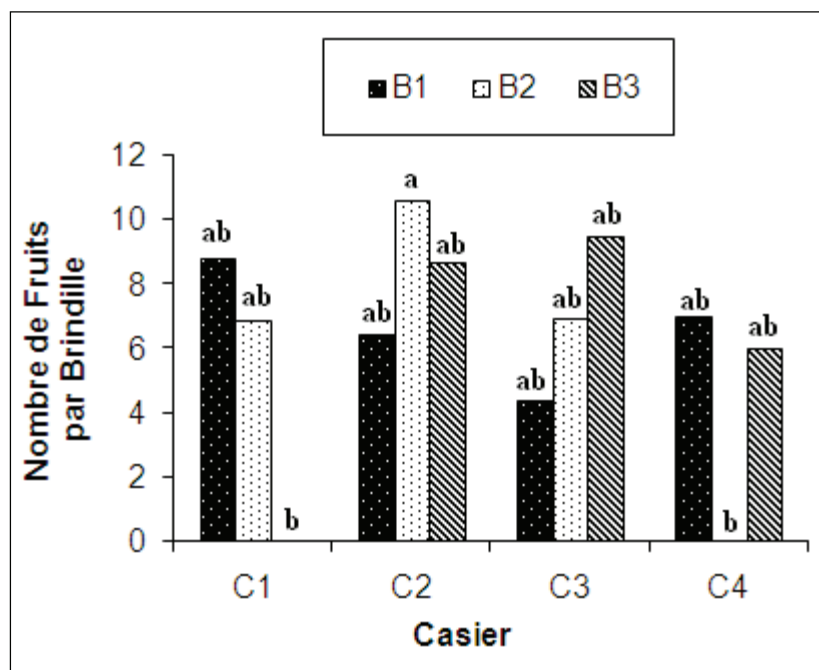 B1 B2 B3
Nombre de Fruits
par Brindille
12
10
8
6
4
2
0
ab ab b
ab a ab
ab ab ab
ab b ab
C1 C2 C3 C4
Casier